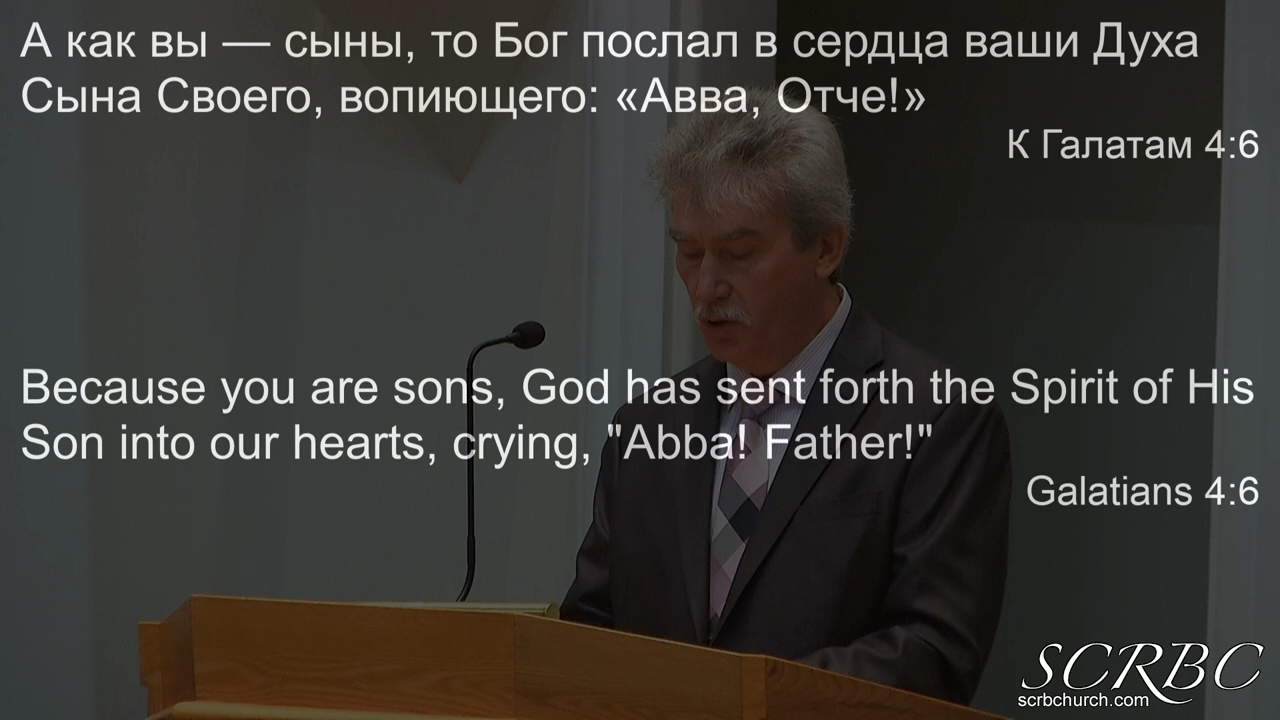 А как вы — сыны, то Бог послал в сердца ваши Духа
Сына Своего, вопиющего: «Авва, Отче!»
К Галатам 4:6
Because you are sons, God has sent forth the Spirit of His
Son into our hearts, crying, "Abba! Father!"
Galatians 4:6
SCRBC
scrbchurch.com